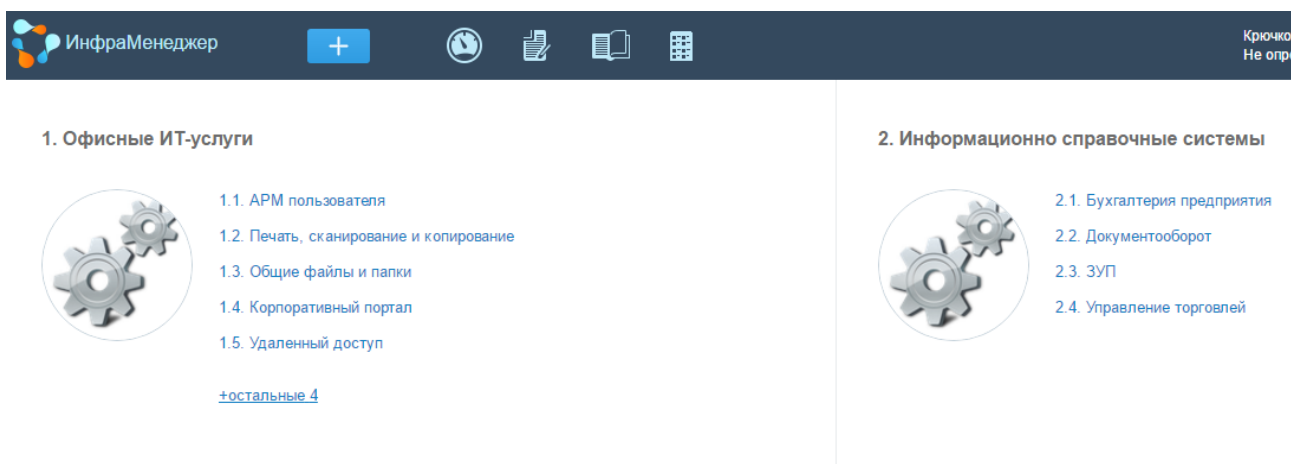 ИнфраМенеджер
1. Офисные ИТ-услуги
1.1. АРМ пользователя
1.2. Печать, сканирование и копирование
1.3. Общие файлы и папки
1.4. Корпоративный портал
1.5. Удаленный доступ
+остальные 4
2. Информационно справочные системы
2.1. Бухгалтерия предприятия
2.2. Документооборот
2.3. ЗУП
2.4. Управление торговлей